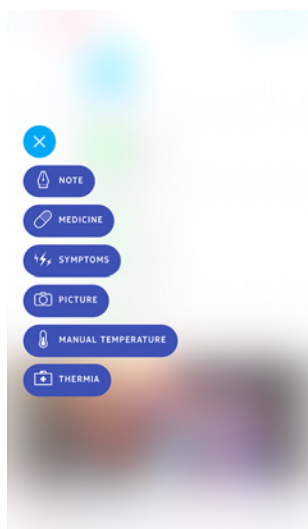 NOTE
MEDICINE
SYMPTOMS
PICTURE
MANUAL TEMPERATURE
THERMIA